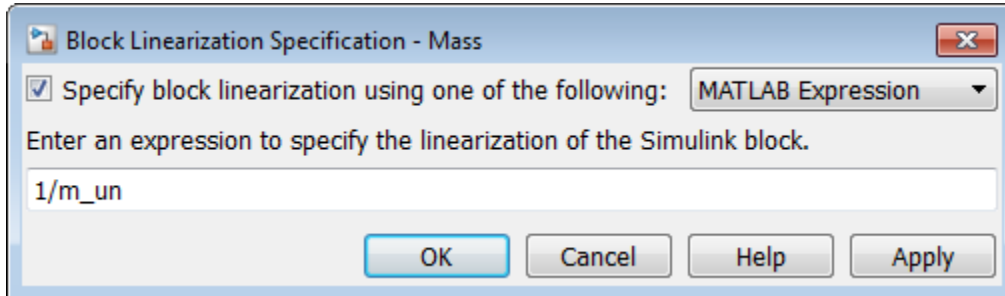 Block Linearization Specification - Mass
Specify block linearization using one of the following: MATLAB Expression
Enter an expression to specify the linearization of the Simulink block.
1/m_un
OK Cancel Help Apply